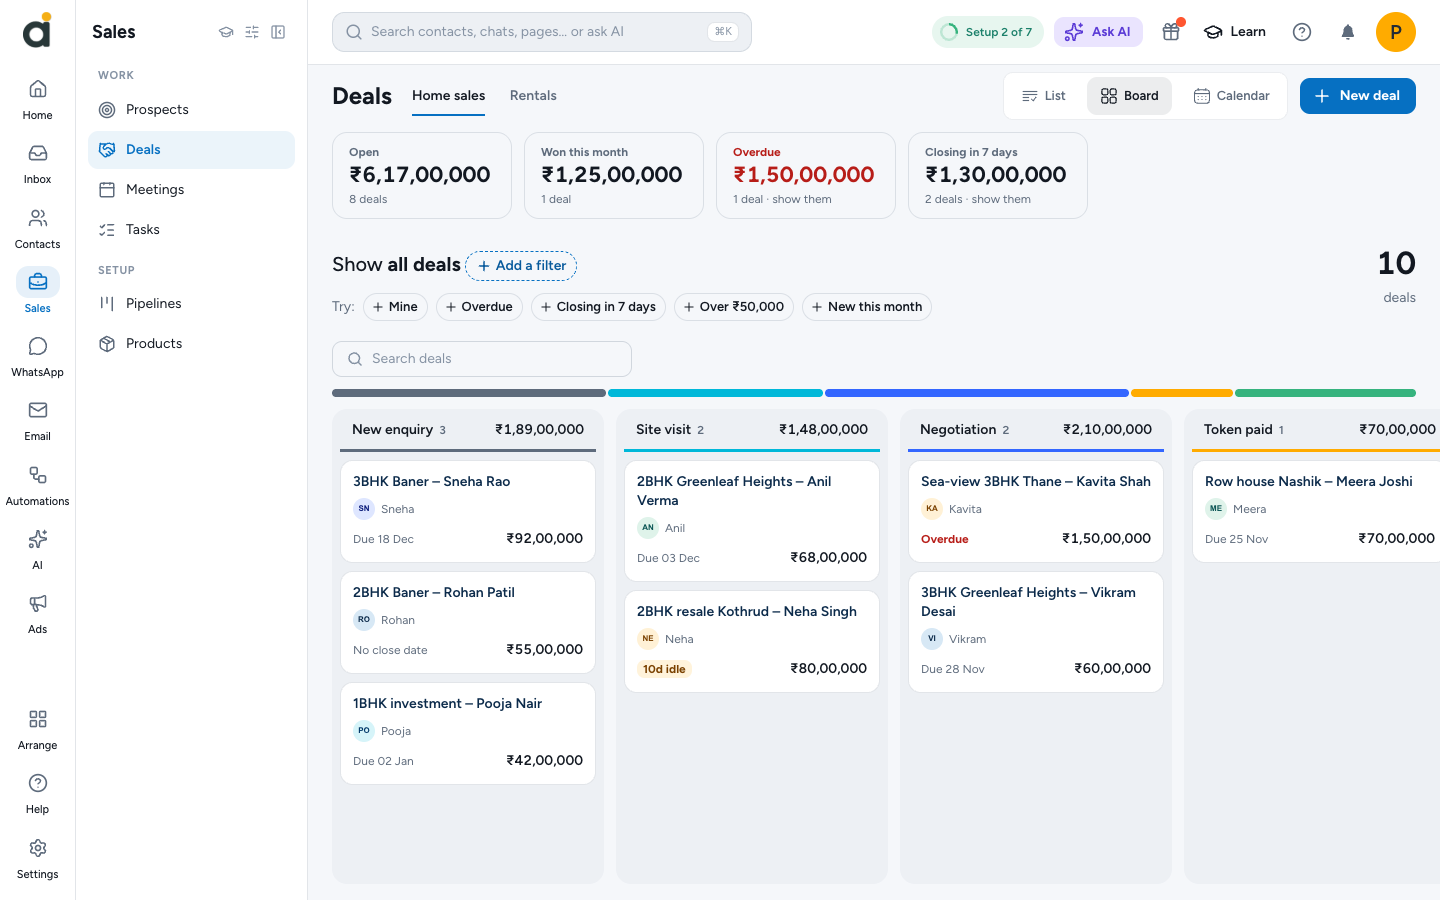 Sales
Search contacts, chats, pages... or ask AI
⌘K
Setup 2 of 7
Ask AI
Learn
P
Home
Inbox
Contacts
Sales
WhatsApp
Email
Automations
AI
Ads
Arrange
Help
Settings
WORK
Prospects
Deals
Meetings
Tasks
SETUP
Pipelines
Products
Deals
Home sales
Rentals
List
Board
Calendar
New deal
Open
₹6,17,00,000
8 deals
Won this month
₹1,25,00,000
1 deal
Overdue
₹1,50,00,000
1 deal · show them
Closing in 7 days
₹1,30,00,000
2 deals · show them
Show all deals
+ Add a filter
10
deals
Try:
+ Mine
+ Overdue
+ Closing in 7 days
+ Over ₹50,000
+ New this month
Search deals
New enquiry 3 ₹1,89,00,000
3BHK Baner – Sneha Rao
SN Sneha
Due 18 Dec ₹92,00,000
2BHK Baner – Rohan Patil
RO Rohan
No close date ₹55,00,000
1BHK investment – Pooja Nair
PO Pooja
Due 02 Jan ₹42,00,000
Site visit 2 ₹1,48,00,000
2BHK Greenleaf Heights – Anil
Verma
AN Anil
Due 03 Dec ₹68,00,000
2BHK resale Kothrud – Neha Singh
NE Neha
10d idle ₹80,00,000
Negotiation 2 ₹2,10,00,000
Sea-view 3BHK Thane – Kavita Shah
KA Kavita
Overdue ₹1,50,00,000
3BHK Greenleaf Heights – Vikram
Desai
VI Vikram
Due 28 Nov ₹60,00,000
Token paid 1 ₹70,00,000
Row house Nashik – Meera Joshi
ME Meera
Due 25 Nov ₹70,00,000